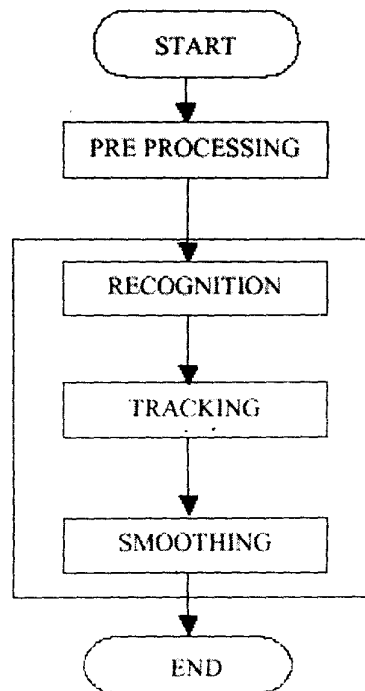 START
PRE PROCESSING
RECOGNITION
TRACKING
SMOOTHING
END